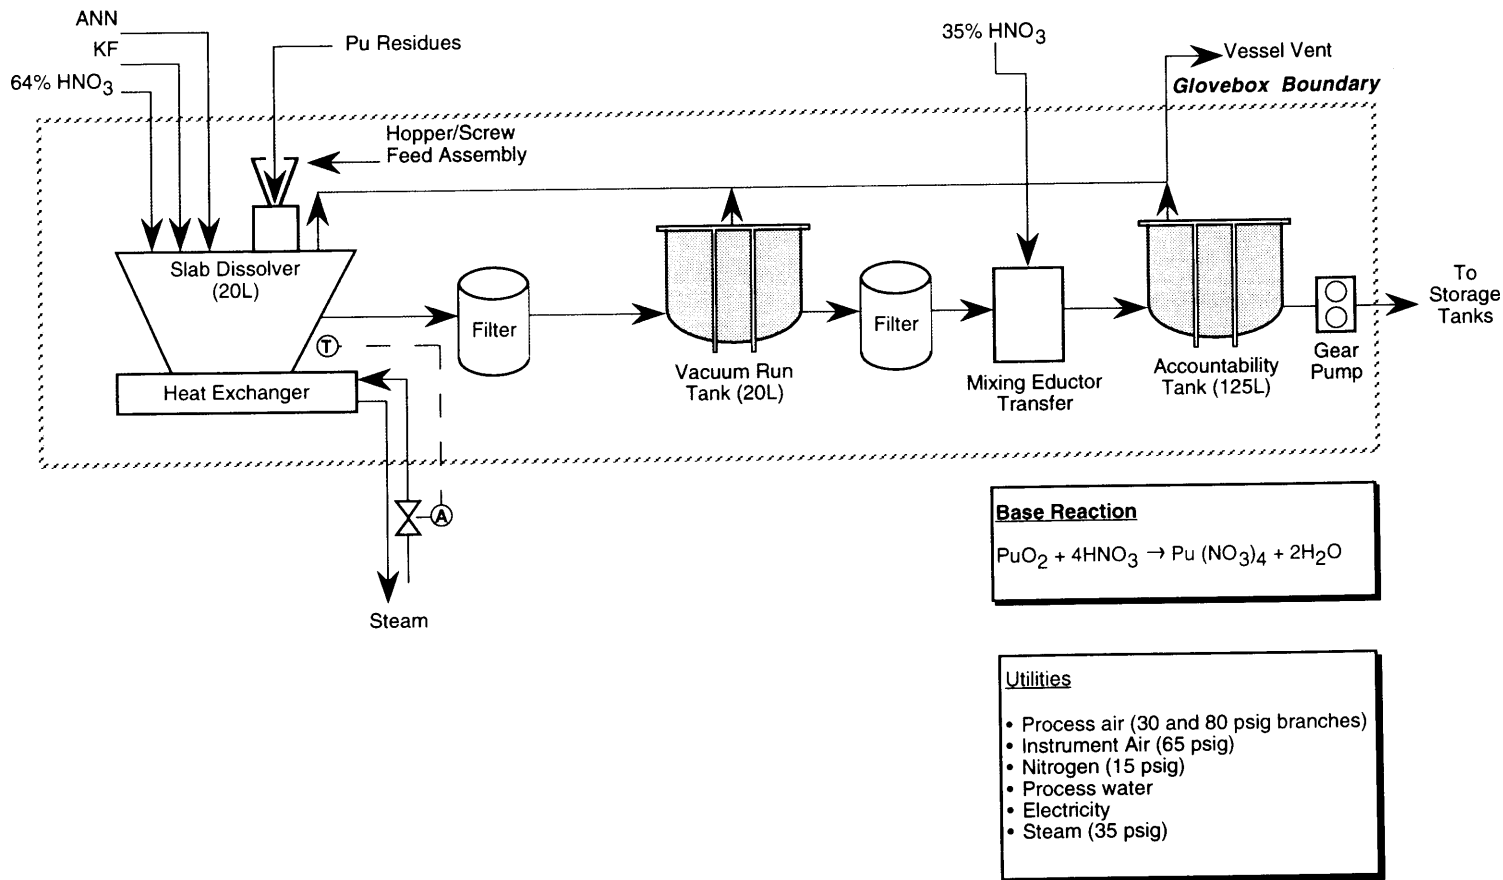 ANN
KF
64% HNO3
Pu Residues
35% HNO3
Vessel Vent
Glovebox Boundary
Hopper/Screw
Feed Assembly
Slab Dissolver
(20L)
Filter
Filter
To
Storage
Tanks
T
Heat Exchanger
Vacuum Run
Tank (20L)
Mixing Eductor
Transfer
Accountability
Tank (125L)
Gear
Pump
A
Steam
Base Reaction
PuO2 + 4HNO3 → Pu (NO3)4 + 2H2O
Utilities
• Process air (30 and 80 psig branches)
• Instrument Air (65 psig)
• Nitrogen (15 psig)
• Process water
• Electricity
• Steam (35 psig)